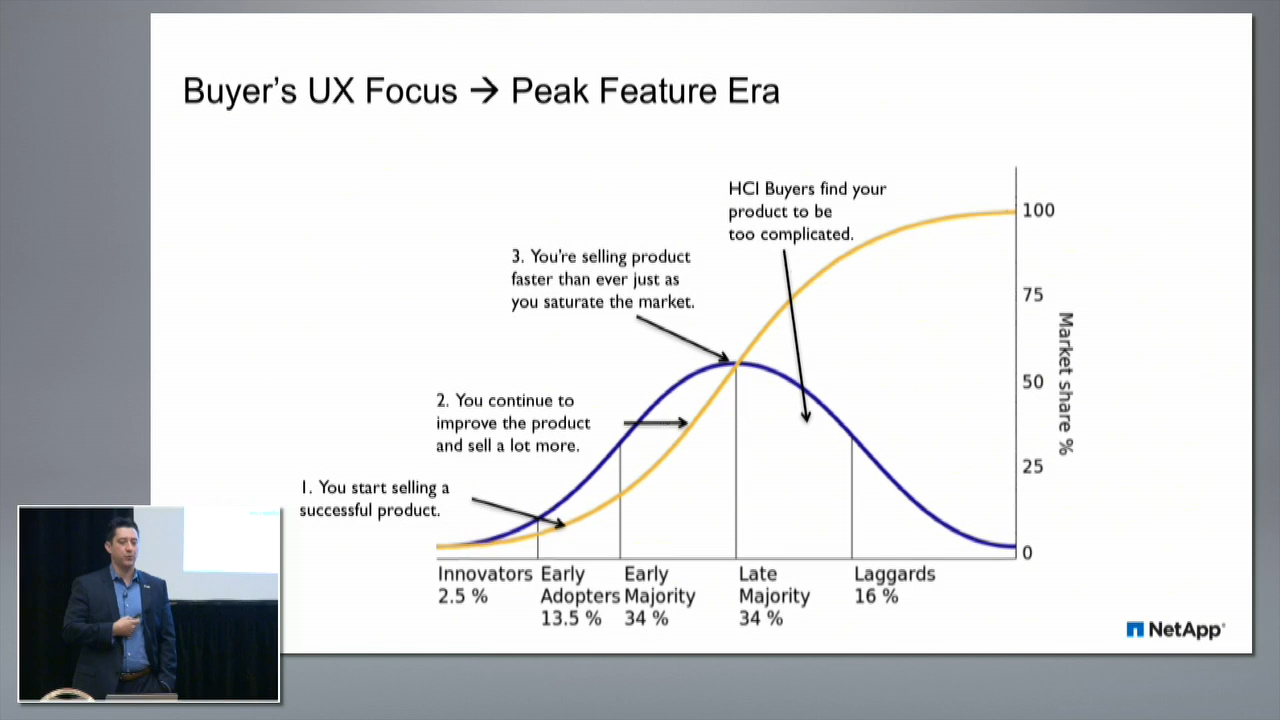 Buyer's UX Focus → Peak Feature Era
HCI Buyers find your
product to be
too complicated.
3. You're selling product
faster than ever just as
you saturate the market.
2. You continue to
improve the product
and sell a lot more.
1. You start selling a
successful product.
100
75
50
25
0
Market share %
Innovators
2.5 %
Early
Adopters
13.5 %
Early
Majority
34 %
Late
Majority
34 %
Laggards
16 %
NetApp